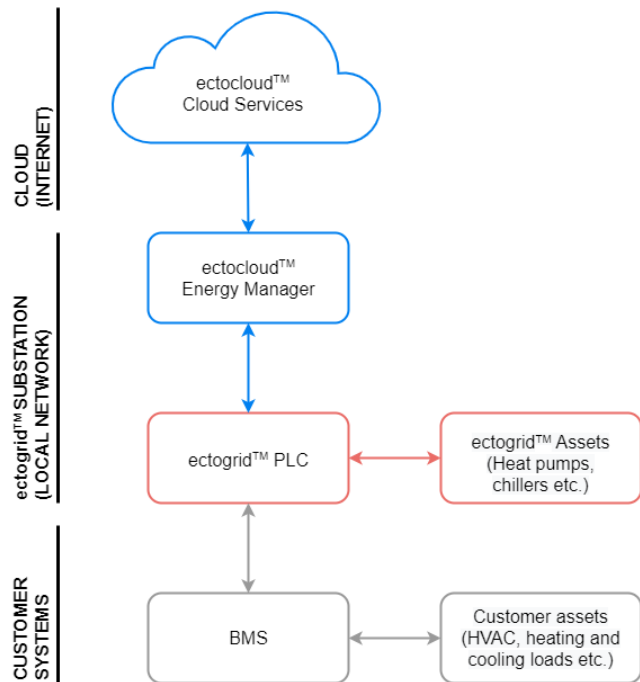 CLOUD
(INTERNET)
ectocloud™
Cloud Services
ectogrid™ SUBSTATION
(LOCAL NETWORK)
ectocloud™
Energy Manager
ectogrid™ PLC
ectogrid™ Assets
(Heat pumps,
chillers etc.)
CUSTOMER
SYSTEMS
BMS
Customer assets
(HVAC, heating and
cooling loads etc.)